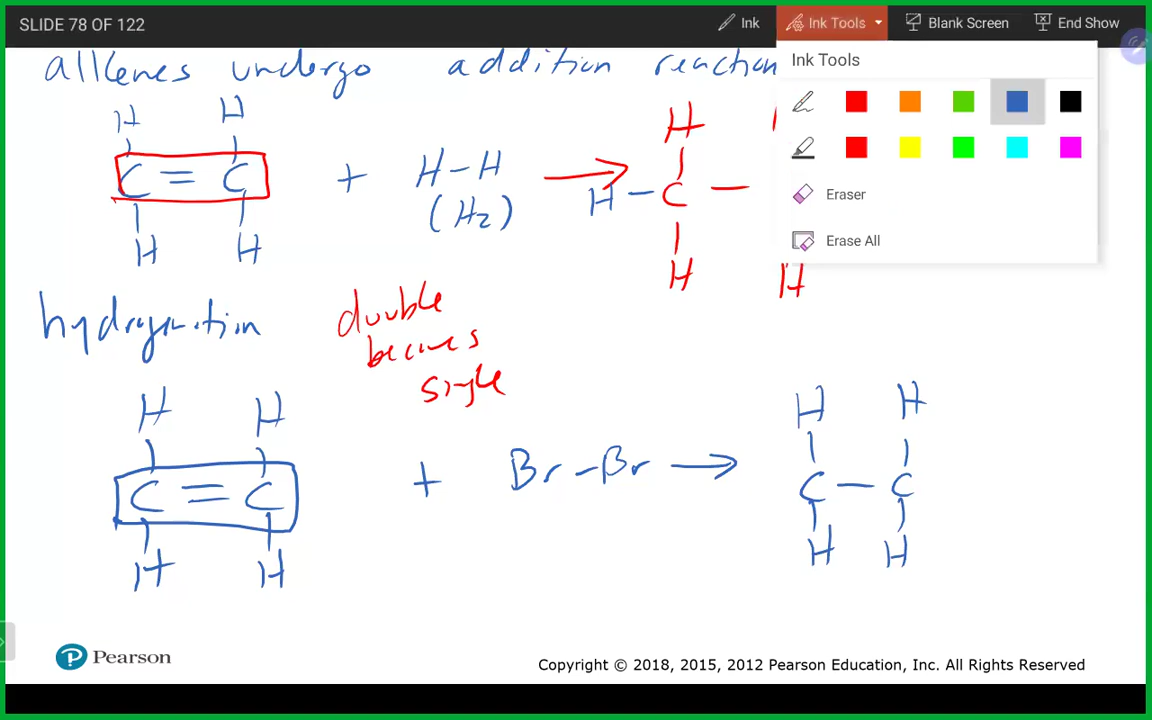 SLIDE 78 OF 122
Ink
Ink Tools
Blank Screen
End Show
Ink Tools
Eraser
Erase All
alkenes undergo addition reaction
H H
C = C + H-H → H - C -
(H2)
H H
H H
H
hydrogenation
double
becomes
single
H H
C = C + Br-Br → C - C
H H
H H
H H
Pearson
Copyright © 2018, 2015, 2012 Pearson Education, Inc. All Rights Reserved